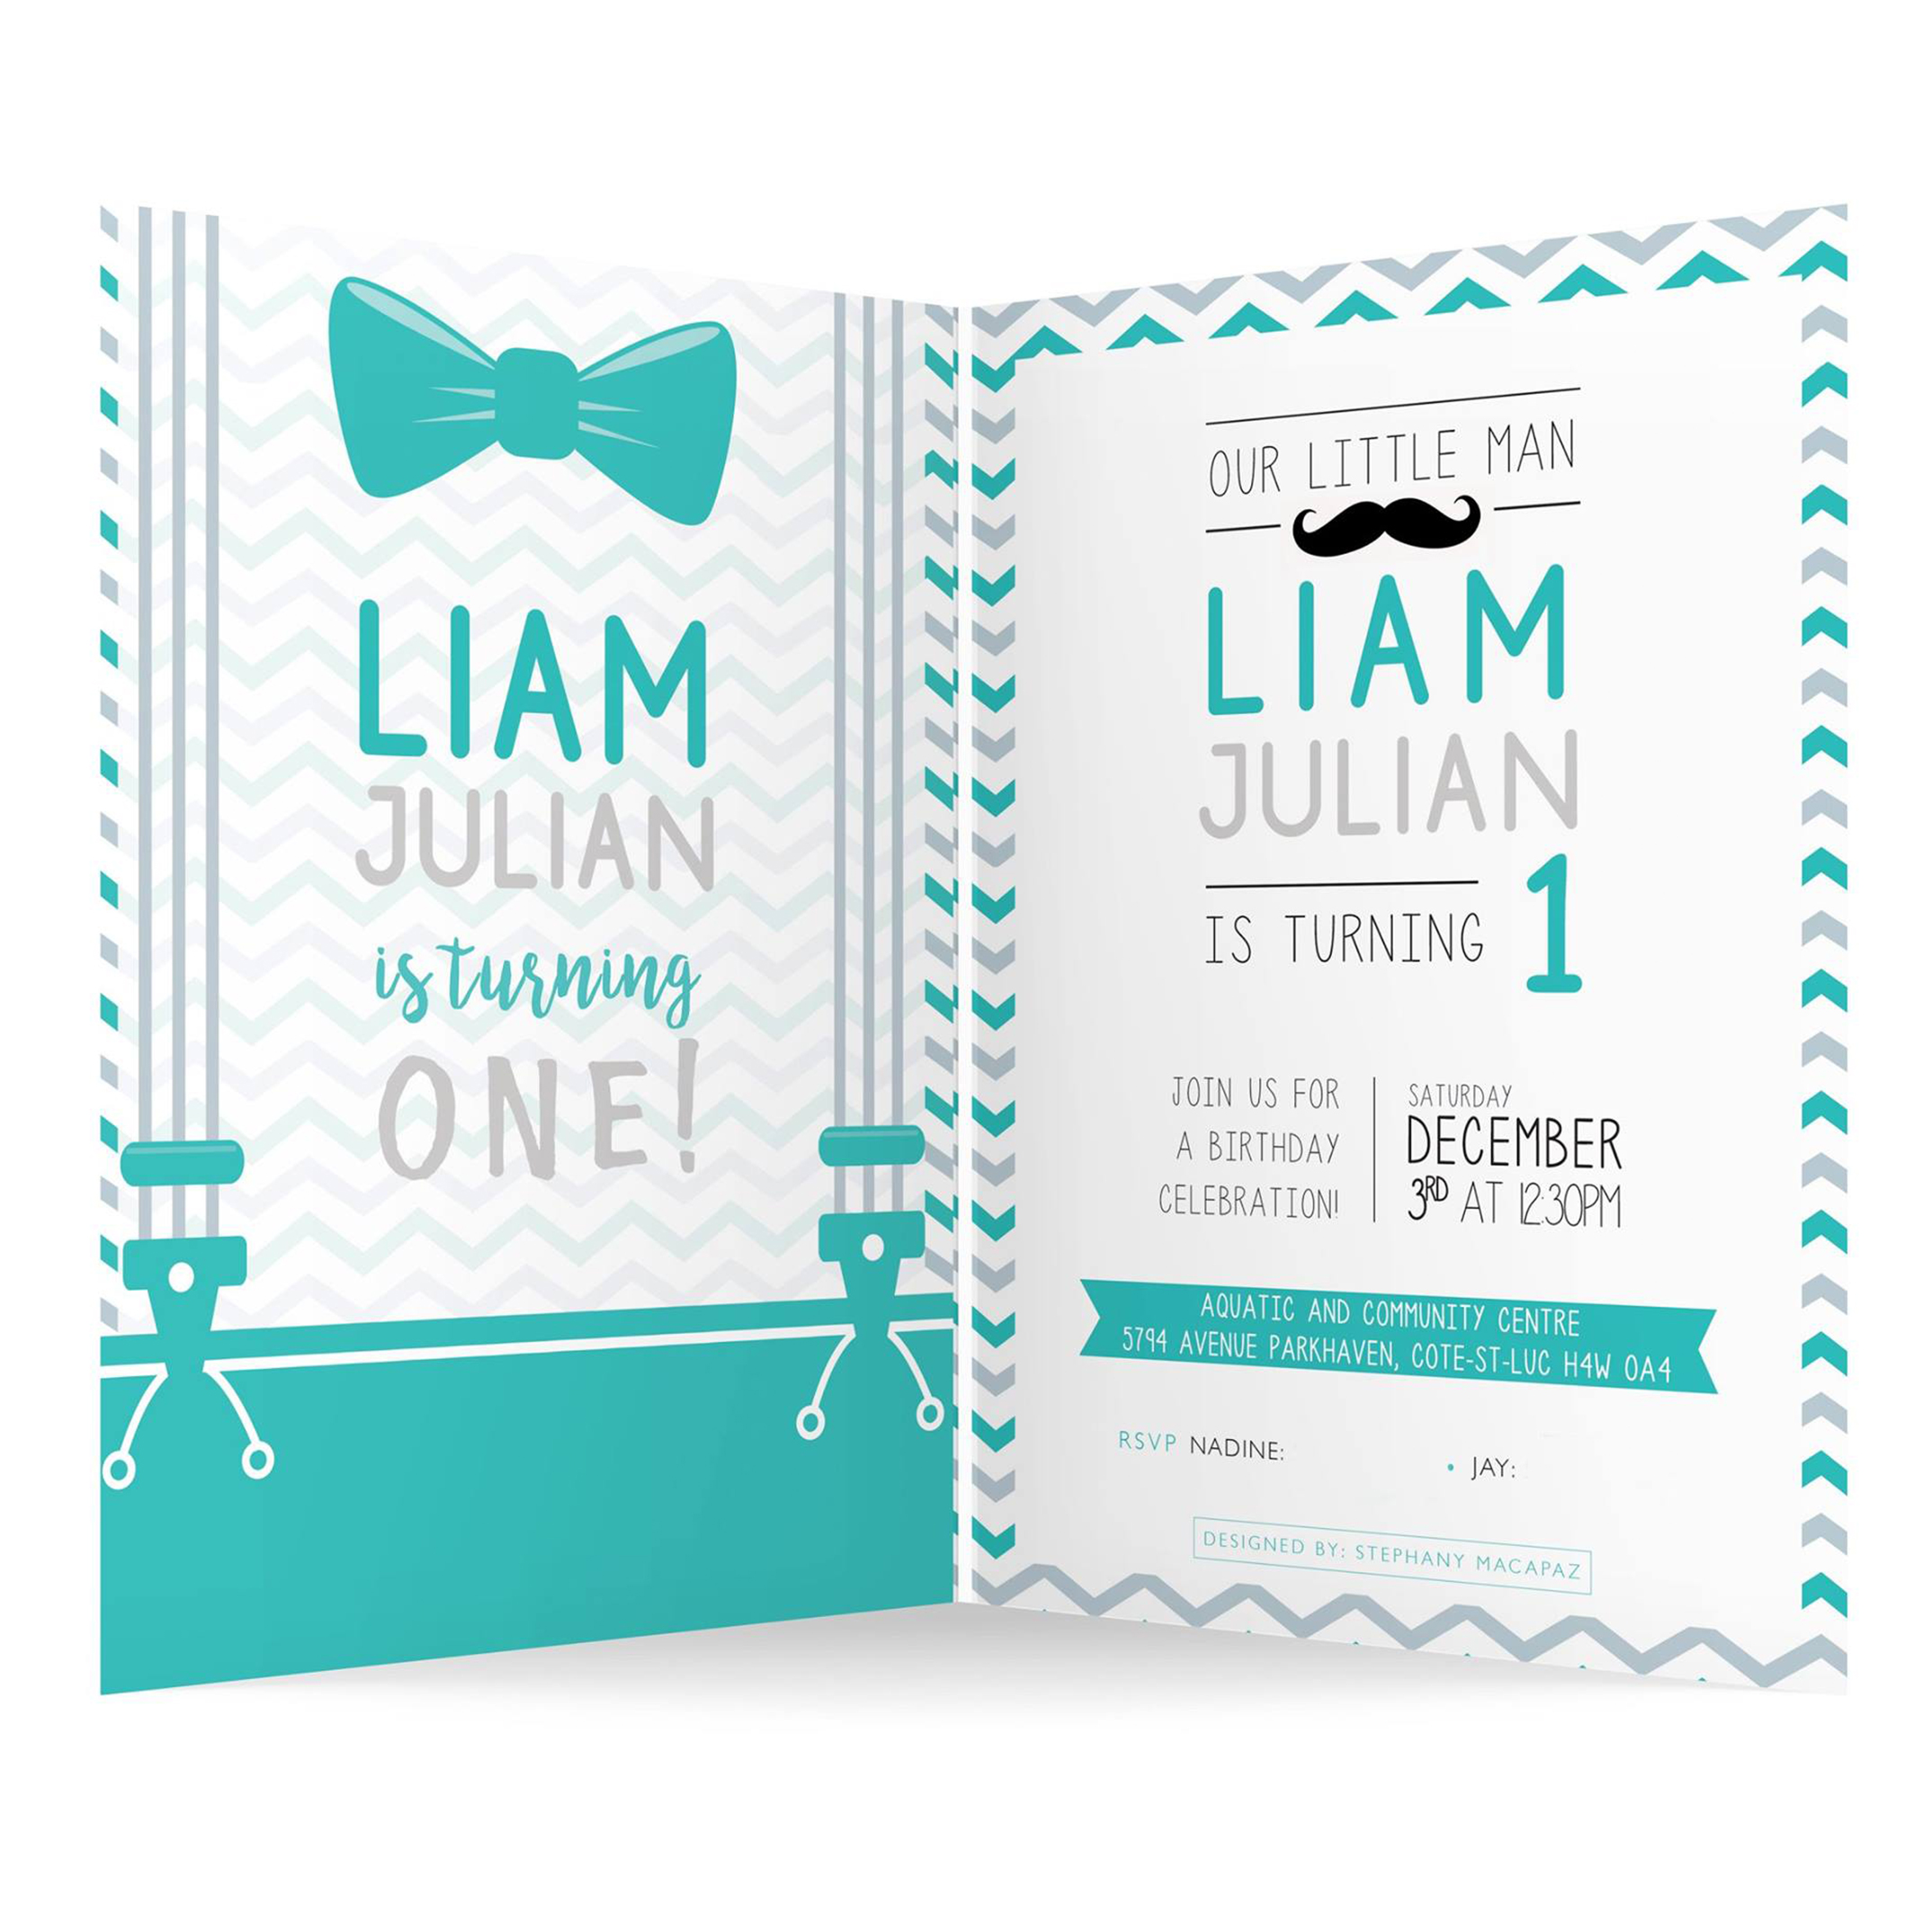 LIAM
JULIAN
is turning
ONE!
OUR LITTLE MAN
LIAM
JULIAN
IS TURNING 1
JOIN US FOR
A BIRTHDAY
CELEBRATION!
SATURDAY
DECEMBER
3RD AT 12:30PM
AQUATIC AND COMMUNITY CENTRE
5794 AVENUE PARKHAVEN, COTE-ST-LUC H4W 0A4
RSVP NADINE: • JAY:
DESIGNED BY: STEPHANY MACAPAZ